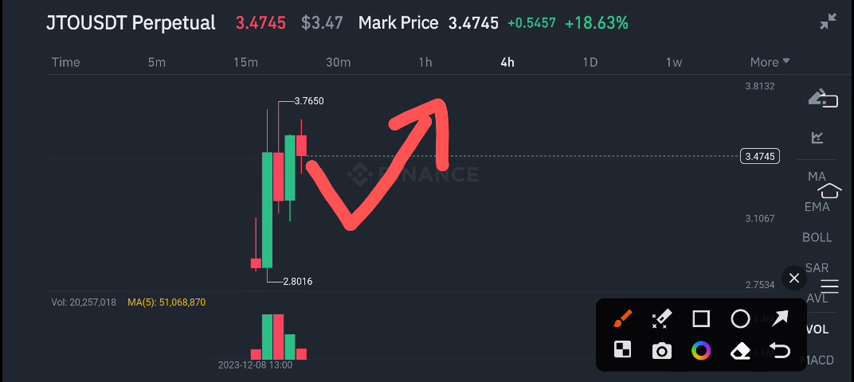 JTOUSDT Perpetual 3.4745 $3.47 Mark Price 3.4745 +0.5457 +18.63%
Time 5m 15m 30m 1h 4h 1D 1w More
3.8132
3.7650
3.4745
BINANCE
MA
EMA
3.1067
BOLL
SAR
2.8016
2.7534
AVL
Vol: 20,257,018 MA(5): 51,068,870
VOL
MACD
2023-12-08 13:00